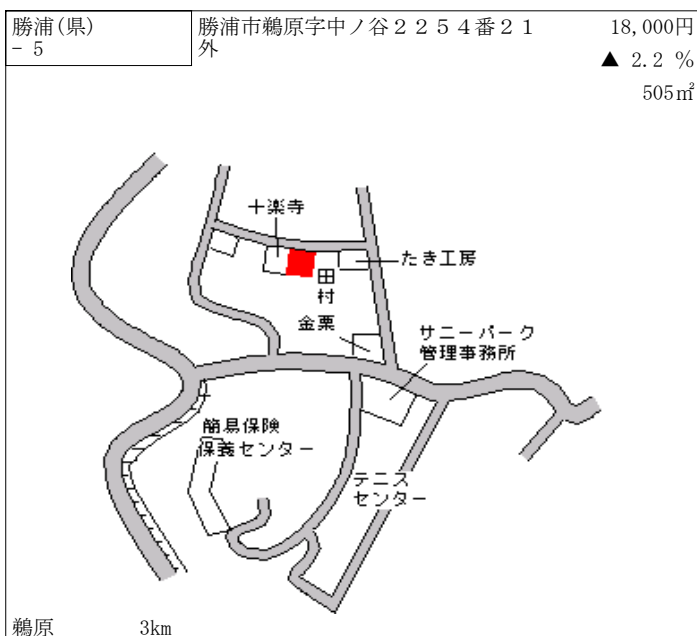 勝浦(県)
- 5
勝浦市鵜原字中ノ谷２２５４番２１
外
18,000円
▲ 2.2 %
505㎡
十楽寺
田村
たき工房
金栗
サニーパーク
管理事務所
簡易保険
保養センター
テニス
センター
鵜原 3km